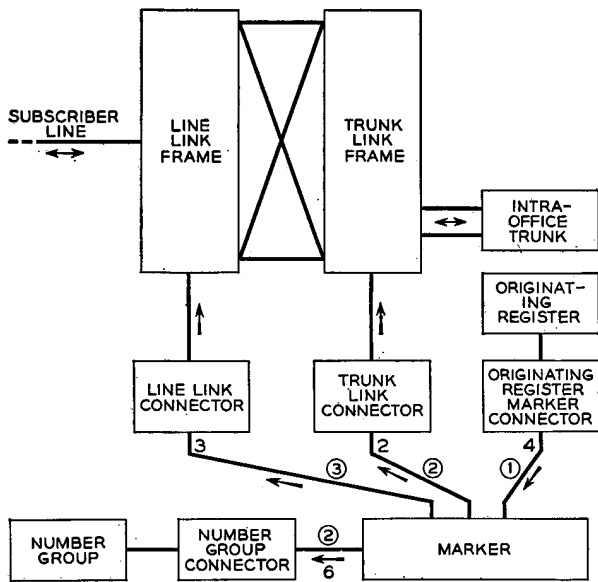 SUBSCRIBER
LINE
LINE
LINK
FRAME
TRUNK
LINK
FRAME
INTRA-
OFFICE
TRUNK
ORIGINAT-
ING
REGISTER
LINE LINK
CONNECTOR
TRUNK
LINK
CONNECTOR
ORIGINATING
REGISTER
MARKER
CONNECTOR
3
2
4
③
②
①
NUMBER
GROUP
NUMBER
GROUP
CONNECTOR
②
6
MARKER